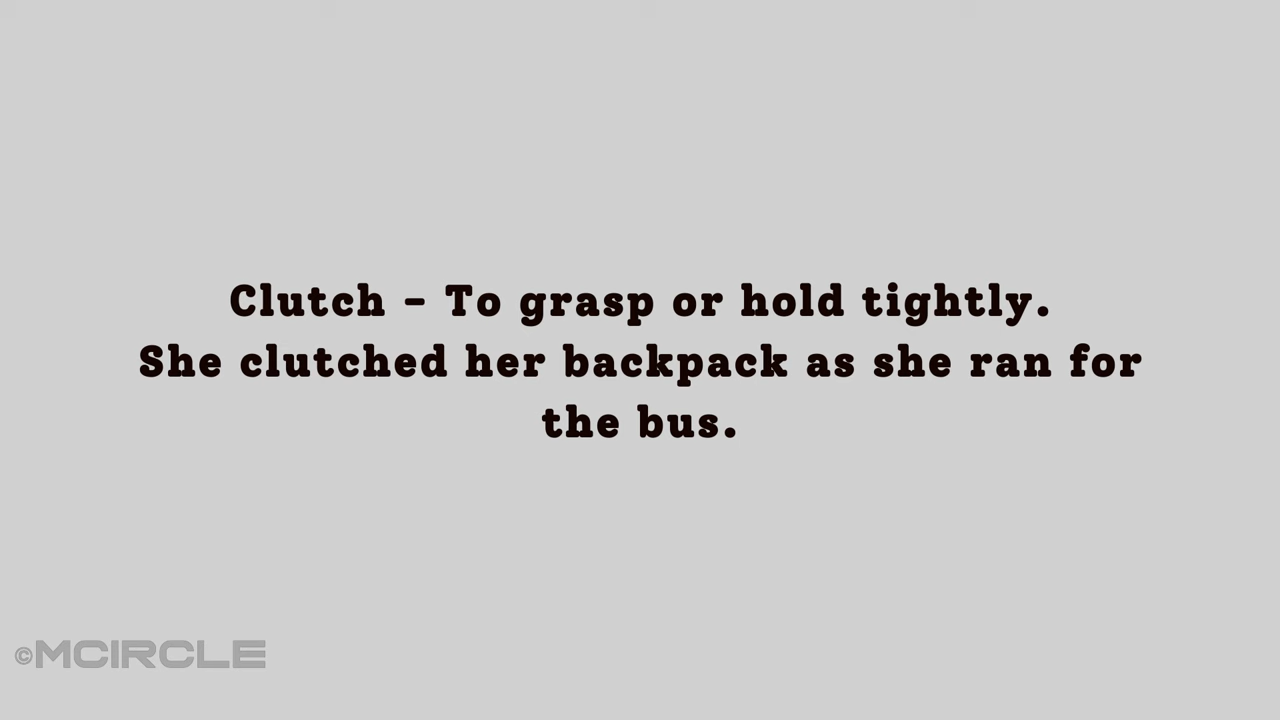 Clutch - To grasp or hold tightly.
She clutched her backpack as she ran for
the bus.
©MCIRCLE